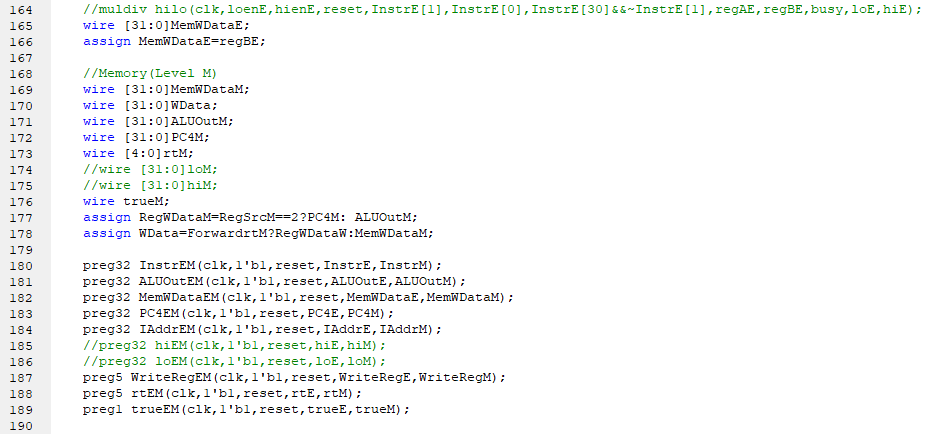 164 //muldiv hilo(clk,loenE,hienE,reset,InstrE[1],InstrE[0],InstrE[30]&&~InstrE[1],regAE,regBE,busy,loE,hiE);
165 wire [31:0]MemWDataE;
166 assign MemWDataE=regBE;
167
168 //Memory(Level M)
169 wire [31:0]MemWDataM;
170 wire [31:0]WData;
171 wire [31:0]ALUOutM;
172 wire [31:0]PC4M;
173 wire [4:0]rtM;
174 //wire [31:0]loM;
175 //wire [31:0]hiM;
176 wire trueM;
177 assign RegWDataM=RegSrcM==2?PC4M: ALUOutM;
178 assign WData=ForwardrtM?RegWDataW:MemWDataM;
179
180 preg32 InstrEM(clk,1'b1,reset,InstrE,InstrM);
181 preg32 ALUOutEM(clk,1'b1,reset,ALUOutE,ALUOutM);
182 preg32 MemWDataEM(clk,1'b1,reset,MemWDataE,MemWDataM);
183 preg32 PC4EM(clk,1'b1,reset,PC4E,PC4M);
184 preg32 IAddrEM(clk,1'b1,reset,IAddrE,IAddrM);
185 //preg32 hiEM(clk,1'b1,reset,hiE,hiM);
186 //preg32 loEM(clk,1'b1,reset,loE,loM);
187 preg5 WriteRegEM(clk,1'b1,reset,WriteRegE,WriteRegM);
188 preg5 rtEM(clk,1'b1,reset,rtE,rtM);
189 preg1 trueEM(clk,1'b1,reset,trueE,trueM);
190